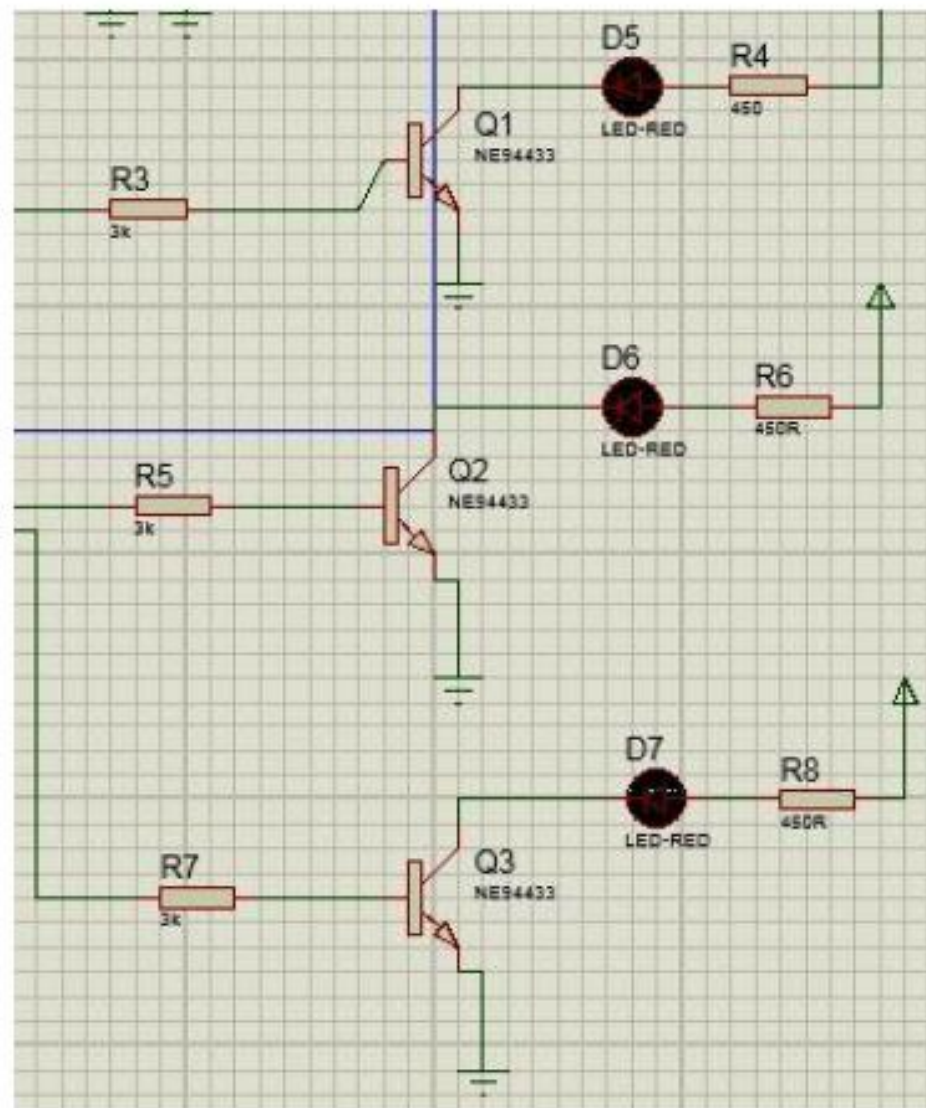 D5
R4
450
LED-RED
Q1
NE94433
R3
3k
D6
R6
450R
LED-RED
R5
3k
Q2
NE94433
D7
R8
450R
LED-RED
R7
3k
Q3
NE94433